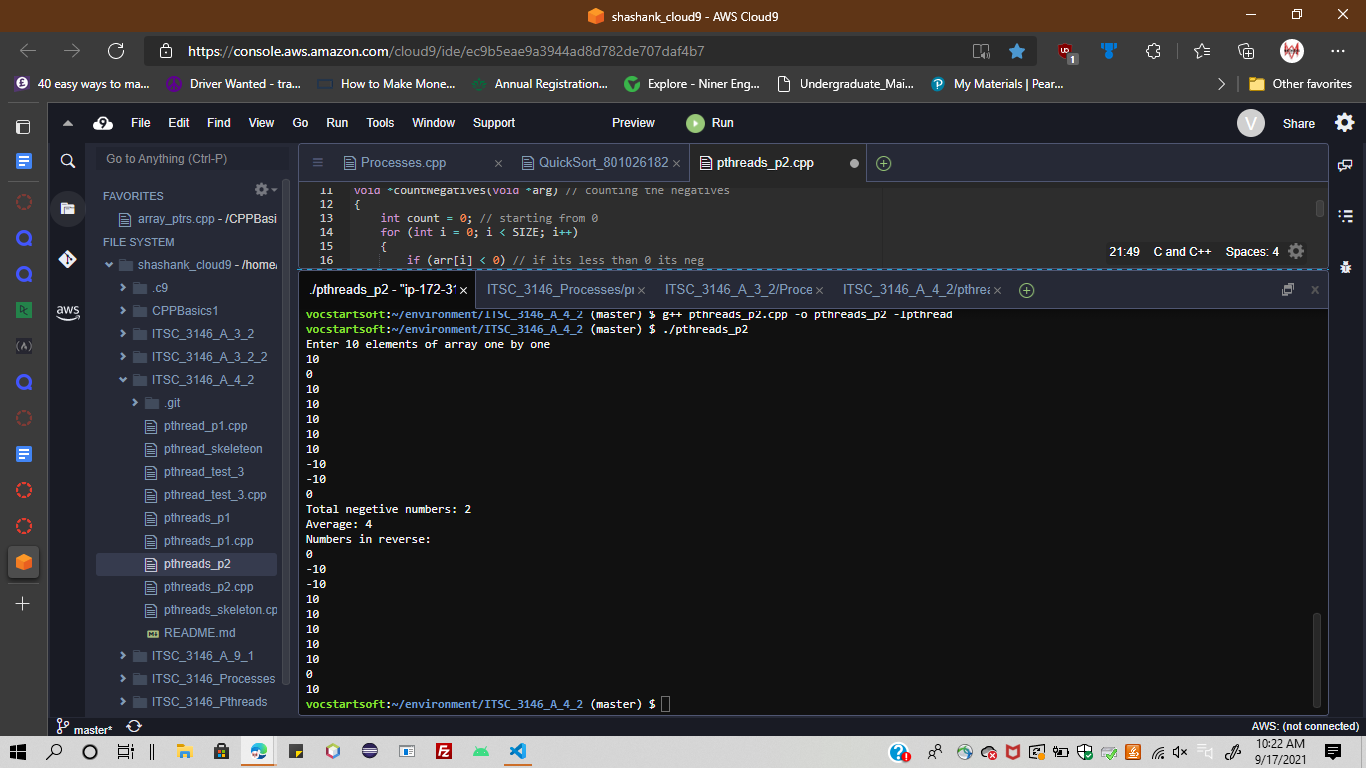 shashank_cloud9 - AWS Cloud9
https://console.aws.amazon.com/cloud9/ide/ec9b5eae9a3944ad8d782de707daf4b7
1
40 easy ways to ma...
Driver Wanted - tra...
How to Make Mone...
Annual Registration...
Explore - Niner Eng...
Undergraduate_Mai...
My Materials | Pear...
Other favorites
File Edit Find View Go Run Tools Window Support
Preview
Run
V
Share
Go to Anything (Ctrl-P)
FAVORITES
array_ptrs.cpp - /CPPBasi
FILE SYSTEM
shashank_cloud9 - /home/
.c9
CPPBasics1
ITSC_3146_A_3_2
ITSC_3146_A_3_2_2
ITSC_3146_A_4_2
.git
pthread_p1.cpp
pthread_skeleteon
pthread_test_3
pthread_test_3.cpp
pthreads_p1
pthreads_p1.cpp
pthreads_p2
pthreads_p2.cpp
pthreads_skeleton.cp
README.md
ITSC_3146_A_9_1
ITSC_3146_Processes
ITSC_3146_Pthreads
aws
Processes.cpp
QuickSort_801026182
pthreads_p2.cpp
11 void *countNegatives(void *arg) // counting the negatives
12 {
13 int count = 0; // starting from 0
14 for (int i = 0; i < SIZE; i++)
15 {
16 if (arr[i] < 0) // if its less than 0 its neg
21:49 C and C++ Spaces: 4
./pthreads_p2 - "ip-172-31
ITSC_3146_Processes/pr
ITSC_3146_A_3_2/Proce
ITSC_3146_A_4_2/pthrea
vocstartsoft:~/environment/ITSC_3146_A_4_2 (master) $ g++ pthreads_p2.cpp -o pthreads_p2 -lpthread
vocstartsoft:~/environment/ITSC_3146_A_4_2 (master) $ ./pthreads_p2
Enter 10 elements of array one by one
10
0
10
10
10
10
10
-10
-10
0
Total negetive numbers: 2
Average: 4
Numbers in reverse:
0
-10
-10
10
10
10
10
10
0
10
vocstartsoft:~/environment/ITSC_3146_A_4_2 (master) $
master*
AWS: (not connected)
10:22 AM
9/17/2021